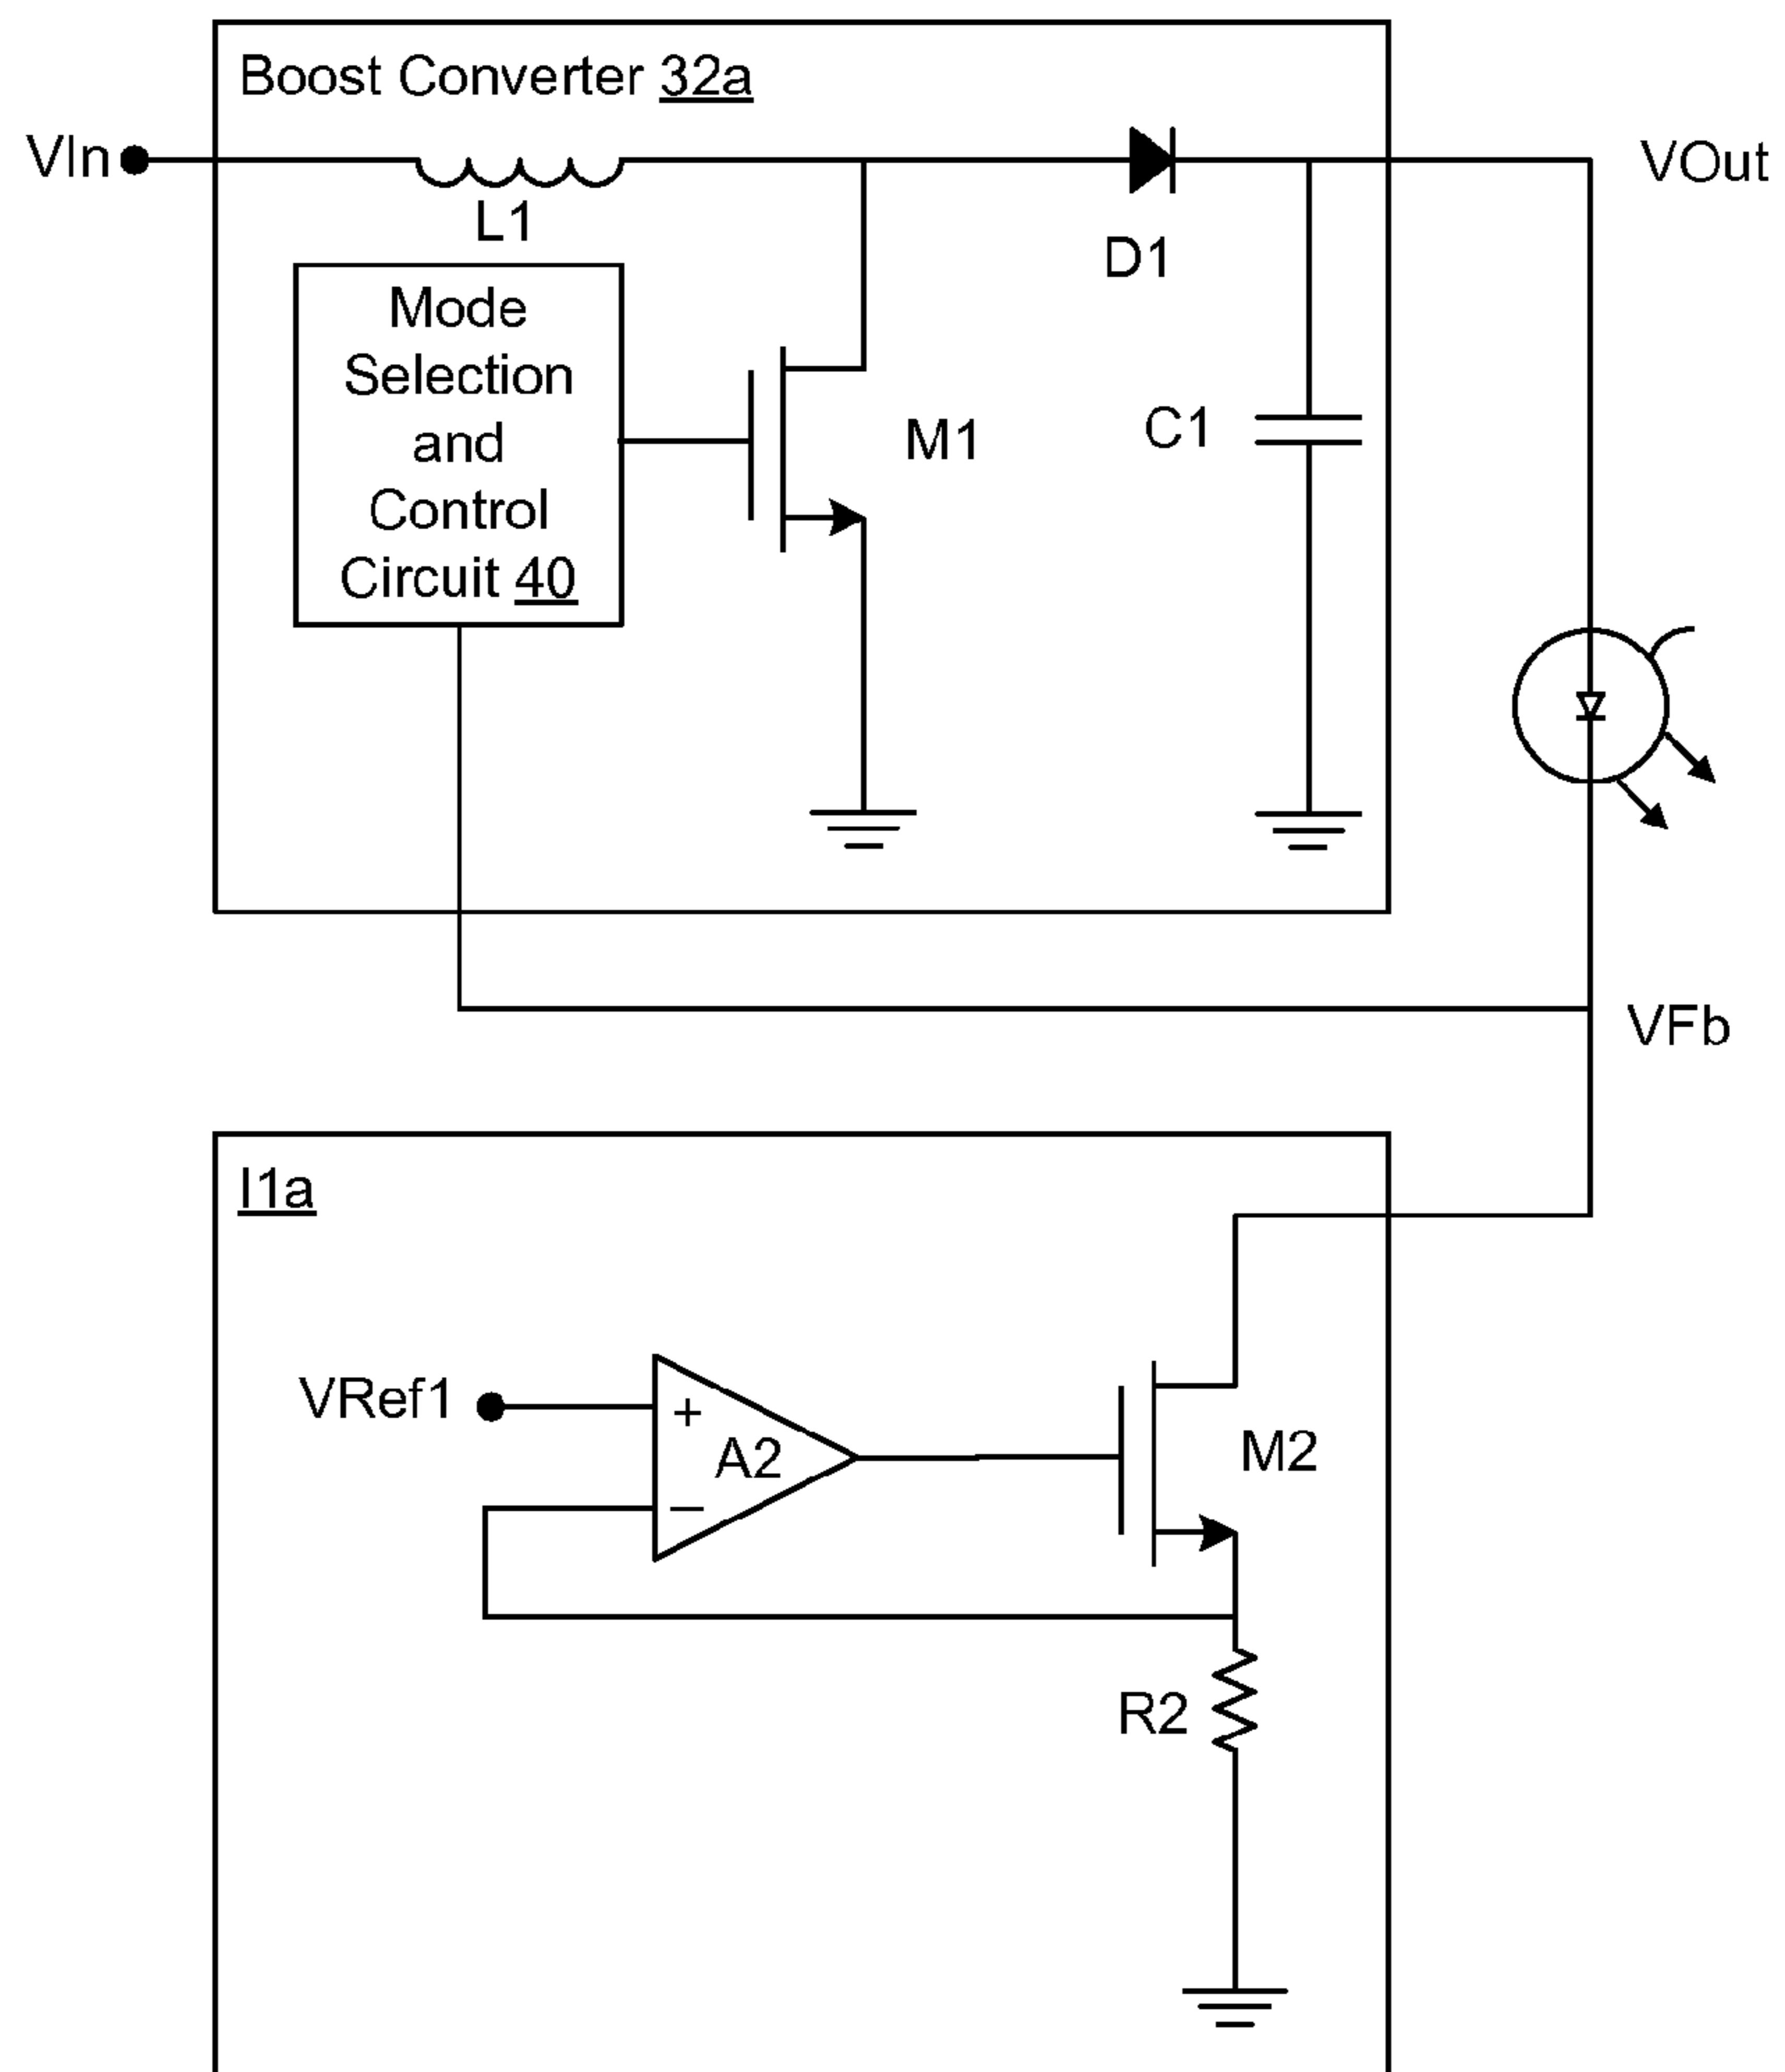 Boost Converter 32a
VIn
VOut
L1
D1
Mode
Selection
and
Control
Circuit 40
M1
C1
VFb
I1a
VRef1
+
A2
−
M2
R2